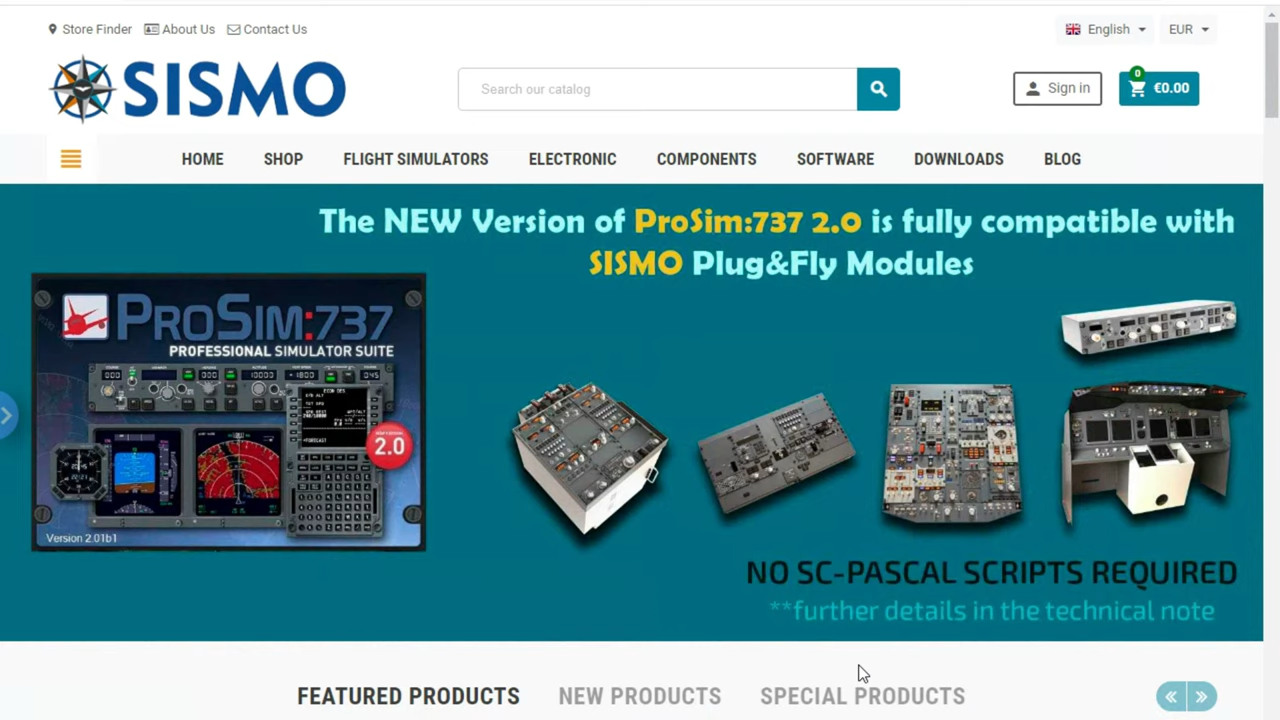 Store Finder About Us Contact Us
English EUR
SISMO
Search our catalog
Sign in
0
€0.00
HOME SHOP FLIGHT SIMULATORS ELECTRONIC COMPONENTS SOFTWARE DOWNLOADS BLOG
The NEW Version of ProSim:737 2.0 is fully compatible with
SISMO Plug&Fly Modules
PROSIM:737
PROFESSIONAL SIMULATOR SUITE
2.0
Version 2.01b1
NO SC-PASCAL SCRIPTS REQUIRED
**further details in the technical note
FEATURED PRODUCTS NEW PRODUCTS SPECIAL PRODUCTS